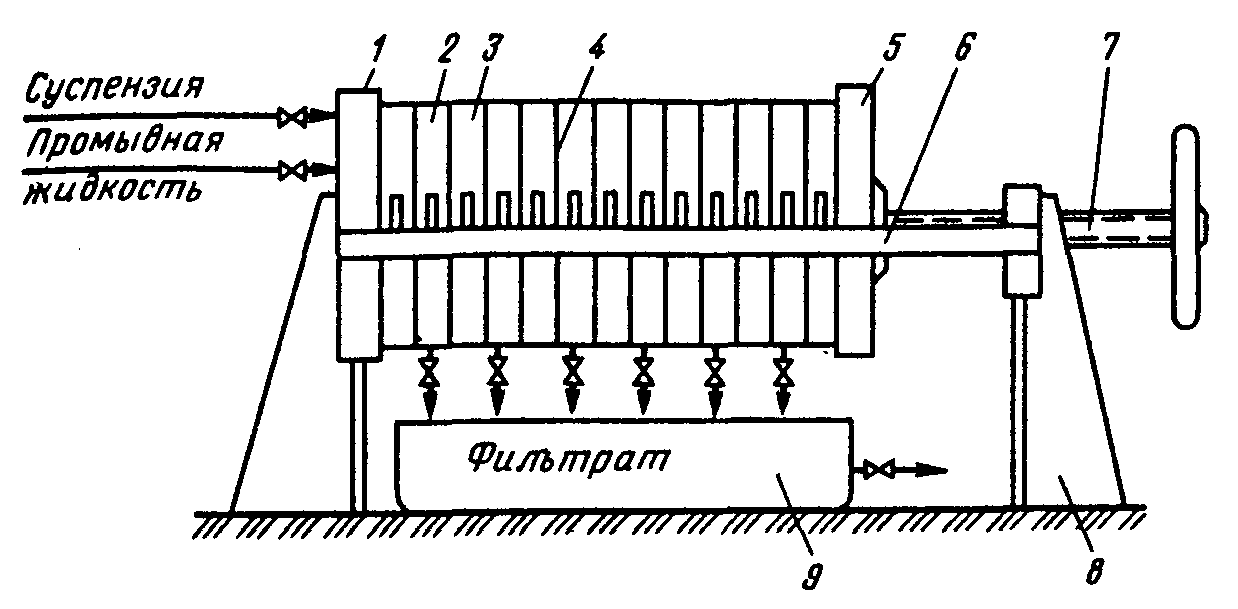 1 2 3 4 5 6 7
Суспензия
Промывная
жидкость
Фильтрат
9 8